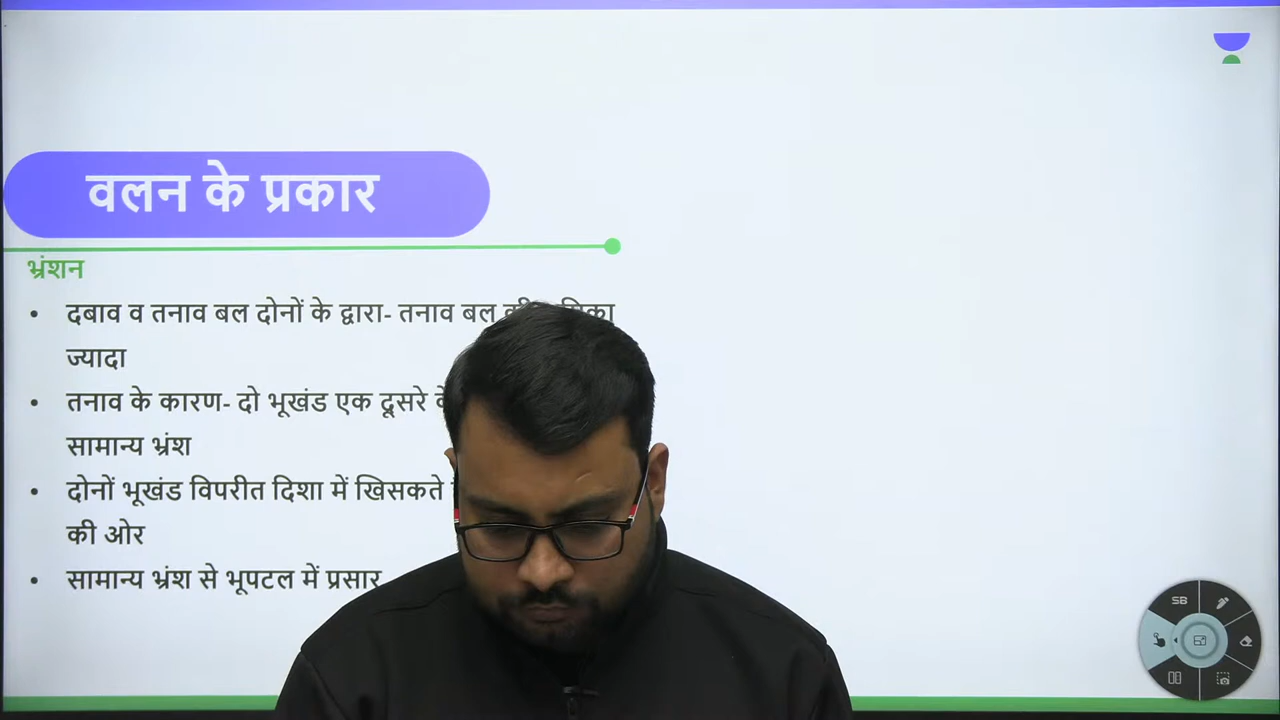 वलन के प्रकार
भ्रंशन
• दबाव व तनाव बल दोनों के द्वारा- तनाव बल
ज्यादा
• तनाव के कारण- दो भूखंड एक दूसरे
सामान्य भ्रंश
• दोनों भूखंड विपरीत दिशा में खिसकते
की ओर
• सामान्य भ्रंश से भूपटल में प्रसार
SB